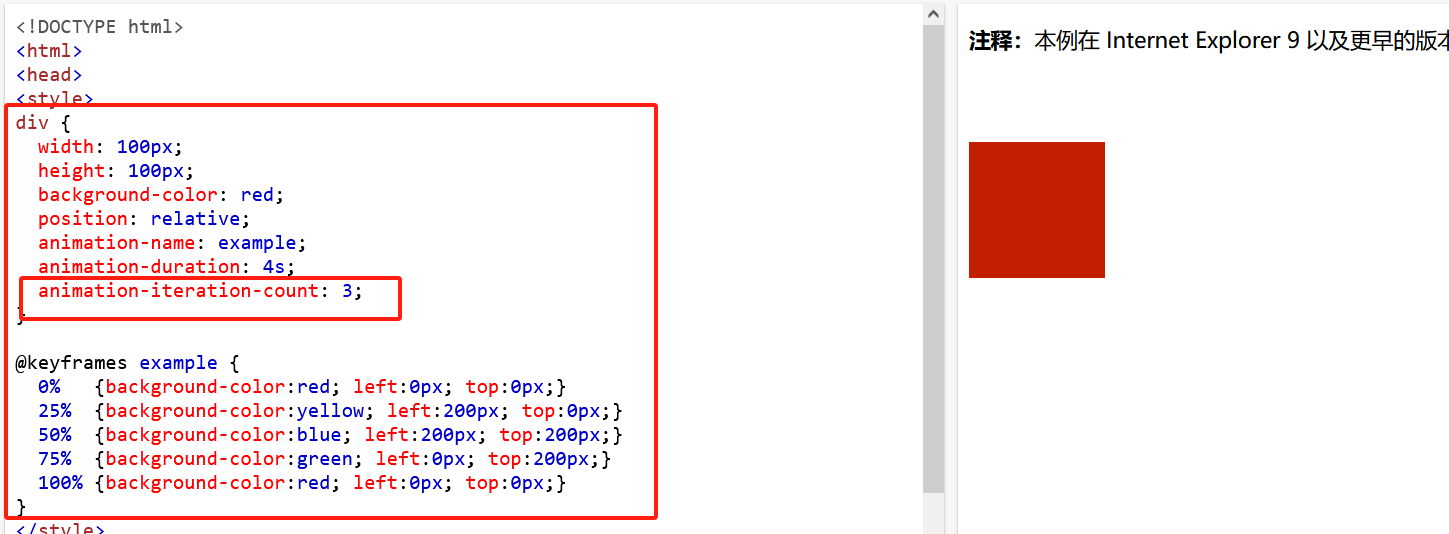 <!DOCTYPE html>
<html>
<head>
<style>
div {
  width: 100px;
  height: 100px;
  background-color: red;
  position: relative;
  animation-name: example;
  animation-duration: 4s;
  animation-iteration-count: 3;
}
@keyframes example {
  0%   {background-color:red; left:0px; top:0px;}
  25%  {background-color:yellow; left:200px; top:0px;}
  50%  {background-color:blue; left:200px; top:200px;}
  75%  {background-color:green; left:0px; top:200px;}
  100% {background-color:red; left:0px; top:0px;}
}
</style>
注释：本例在 Internet Explorer 9 以及更早的版本